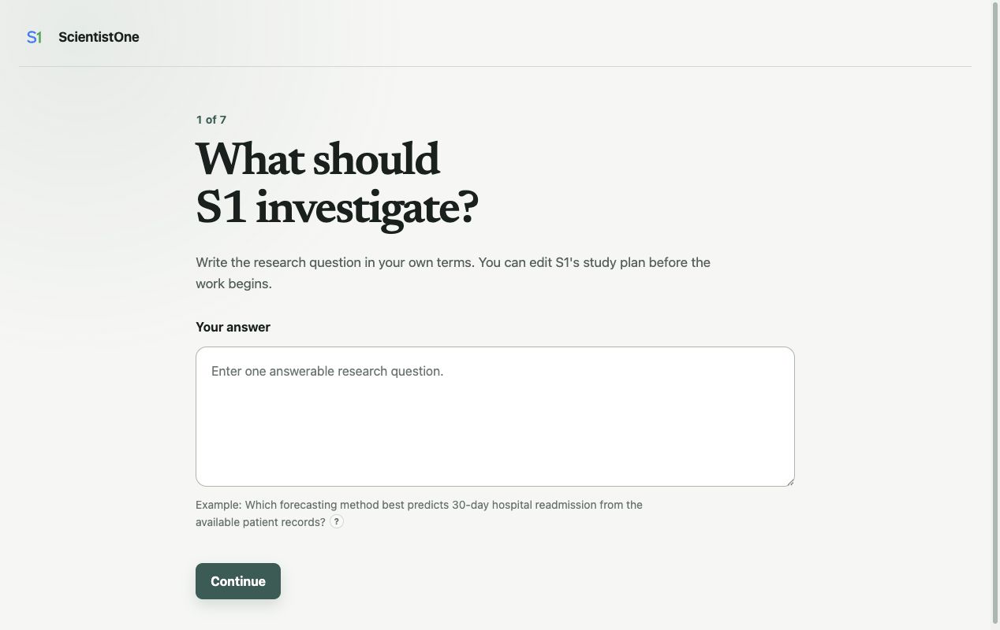 S1 ScientistOne
1 of 7
What should
S1 investigate?
Write the research question in your own terms. You can edit S1's study plan before the
work begins.
Your answer
Enter one answerable research question.
Example: Which forecasting method best predicts 30-day hospital readmission from the
available patient records? ?
Continue